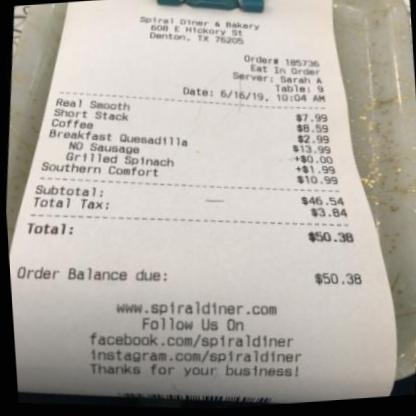 Spiral Diner & Bakery
608 E Hickory St
Denton, TX 76205
Order# 185736
Eat In Order
Server: Sarah A
Table: 9
Date: 6/16/19, 10:04 AM
Real Smooth $7.99
Short Stack $8.59
Coffee $2.99
Breakfast Quesadilla $13.99
NO Sausage +$0.00
Grilled Spinach +$1.99
Southern Comfort $10.99
Subtotal: $46.54
Total Tax: $3.84
Total: $50.38
Order Balance due: $50.38
www.spiraldiner.com
Follow Us On
facebook.com/spiraldiner
instagram.com/spiraldiner
Thanks for your business!